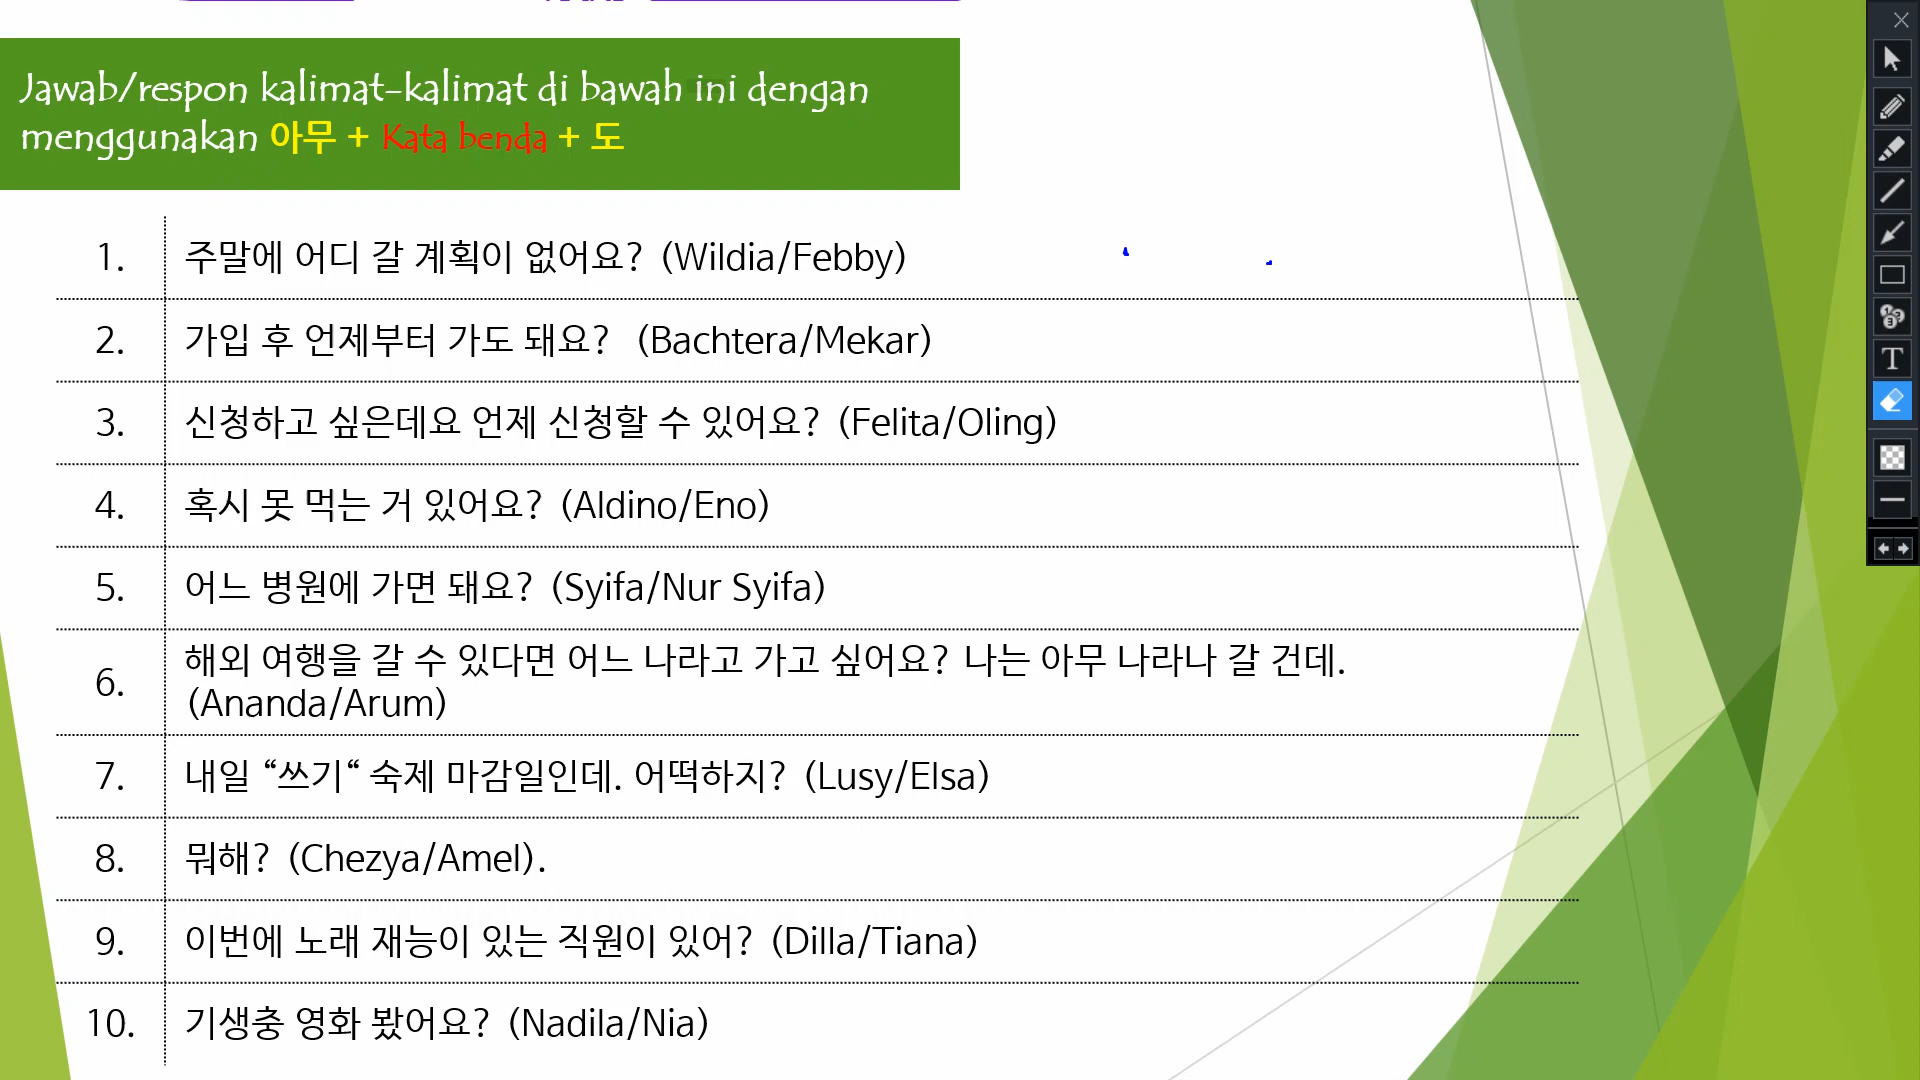 Jawab/respon kalimat-kalimat di bawah ini dengan
menggunakan 아무 + Kata benda + 도
1. 주말에 어디 갈 계획이 없어요? (Wildia/Febby)
2. 가입 후 언제부터 가도 돼요? (Bachtera/Mekar)
3. 신청하고 싶은데요 언제 신청할 수 있어요? (Felita/Oling)
4. 혹시 못 먹는 거 있어요? (Aldino/Eno)
5. 어느 병원에 가면 돼요? (Syifa/Nur Syifa)
6. 해외 여행을 갈 수 있다면 어느 나라고 가고 싶어요? 나는 아무 나라나 갈 건데.
(Ananda/Arum)
7. 내일 “쓰기“ 숙제 마감일인데. 어떡하지? (Lusy/Elsa)
8. 뭐해? (Chezya/Amel).
9. 이번에 노래 재능이 있는 직원이 있어? (Dilla/Tiana)
10. 기생충 영화 봤어요? (Nadila/Nia)